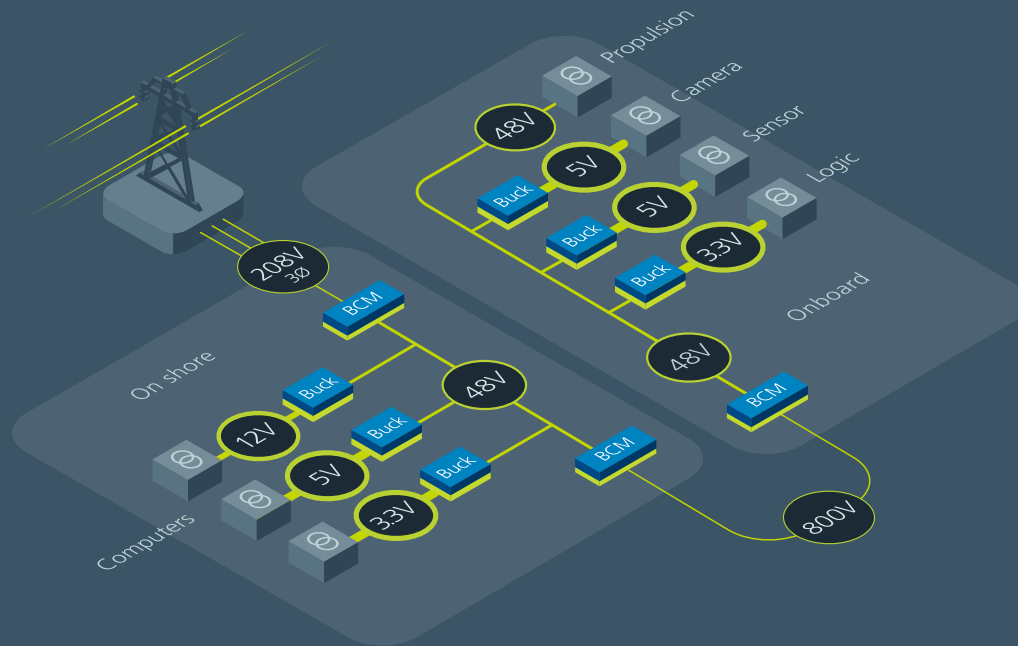 Propulsion
Camera
Sensor
Logic
48V
5V
5V
3.3V
Buck
Buck
Buck
208V
3Ø
BCM
Onboard
48V
BCM
On shore
48V
Buck
Buck
Buck
BCM
12V
5V
3.3V
800V
Computers